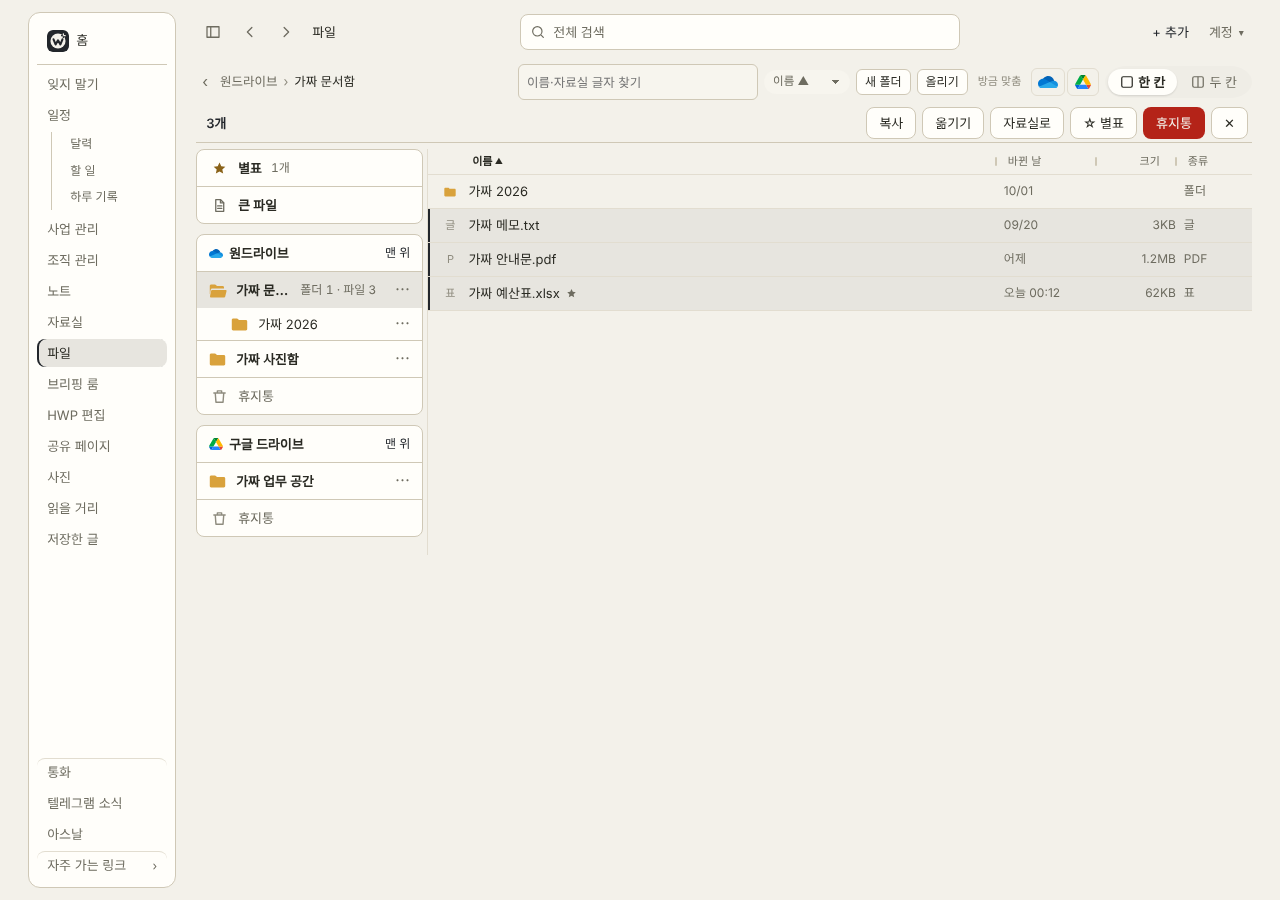 홈
잊지 말기
일정
달력
할 일
하루 기록
사업 관리
조직 관리
노트
자료실
파일
브리핑 룸
HWP 편집
공유 페이지
사진
읽을 거리
저장한 글
통화
텔레그램 소식
아스날
자주 가는 링크 ›
파일
전체 검색
+ 추가 계정 ▾
‹ 원드라이브 › 가짜 문서함
이름·자료실 글자 찾기
이름 ▲
새 폴더
올리기
방금 맞춤
한 칸
두 칸
3개
복사
옮기기
자료실로
☆ 별표
휴지통
✕
★ 별표 1개
큰 파일
원드라이브 맨 위
가짜 문… 폴더 1 · 파일 3 ···
가짜 2026 ···
가짜 사진함 ···
휴지통
구글 드라이브 맨 위
가짜 업무 공간 ···
휴지통
이름 ▲ 바뀐 날 크기 종류
가짜 2026 10/01 폴더
글 가짜 메모.txt 09/20 3KB 글
P 가짜 안내문.pdf 어제 1.2MB PDF
표 가짜 예산표.xlsx ★ 오늘 00:12 62KB 표